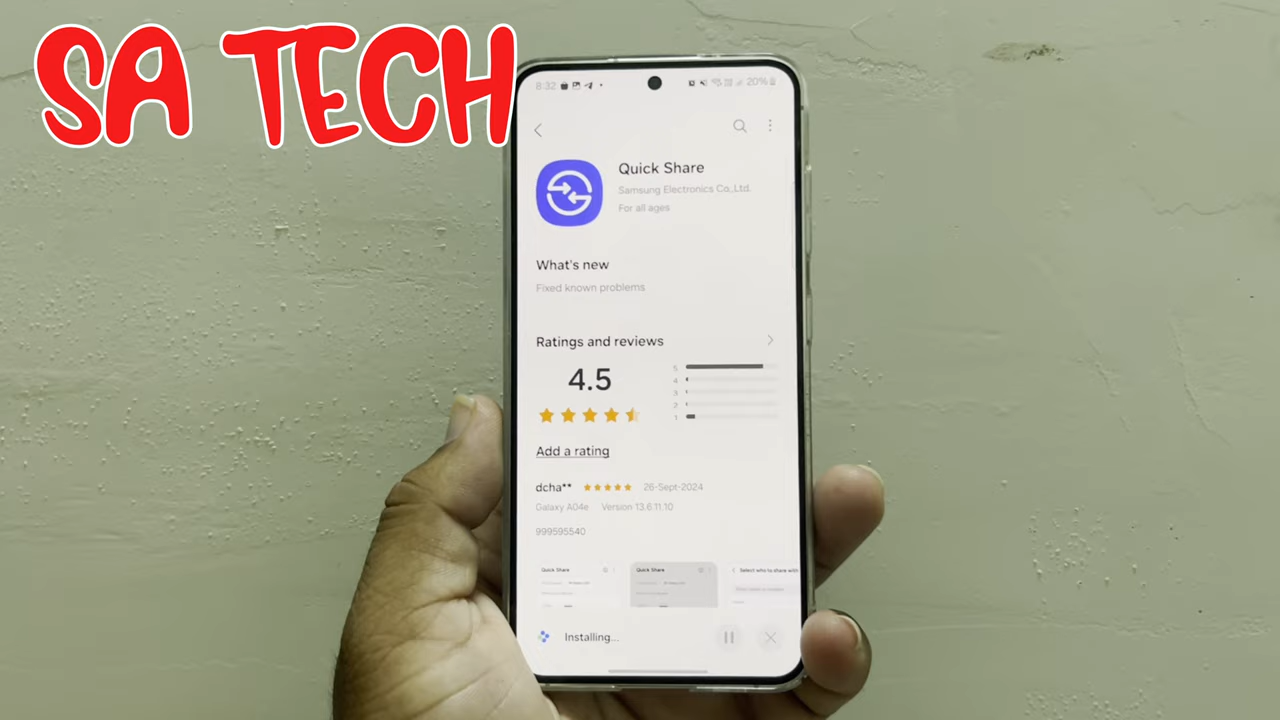 SA TECH
8:32
20%
Quick Share
Samsung Electronics Co.,Ltd.
For all ages
What's new
Fixed known problems
Ratings and reviews
4.5
5
4
3
2
1
Add a rating
dcha**
26-Sept-2024
Galaxy A04e Version 13.6.11.10
999595540
Quick Share
Quick Share
Select who to share with
Installing...